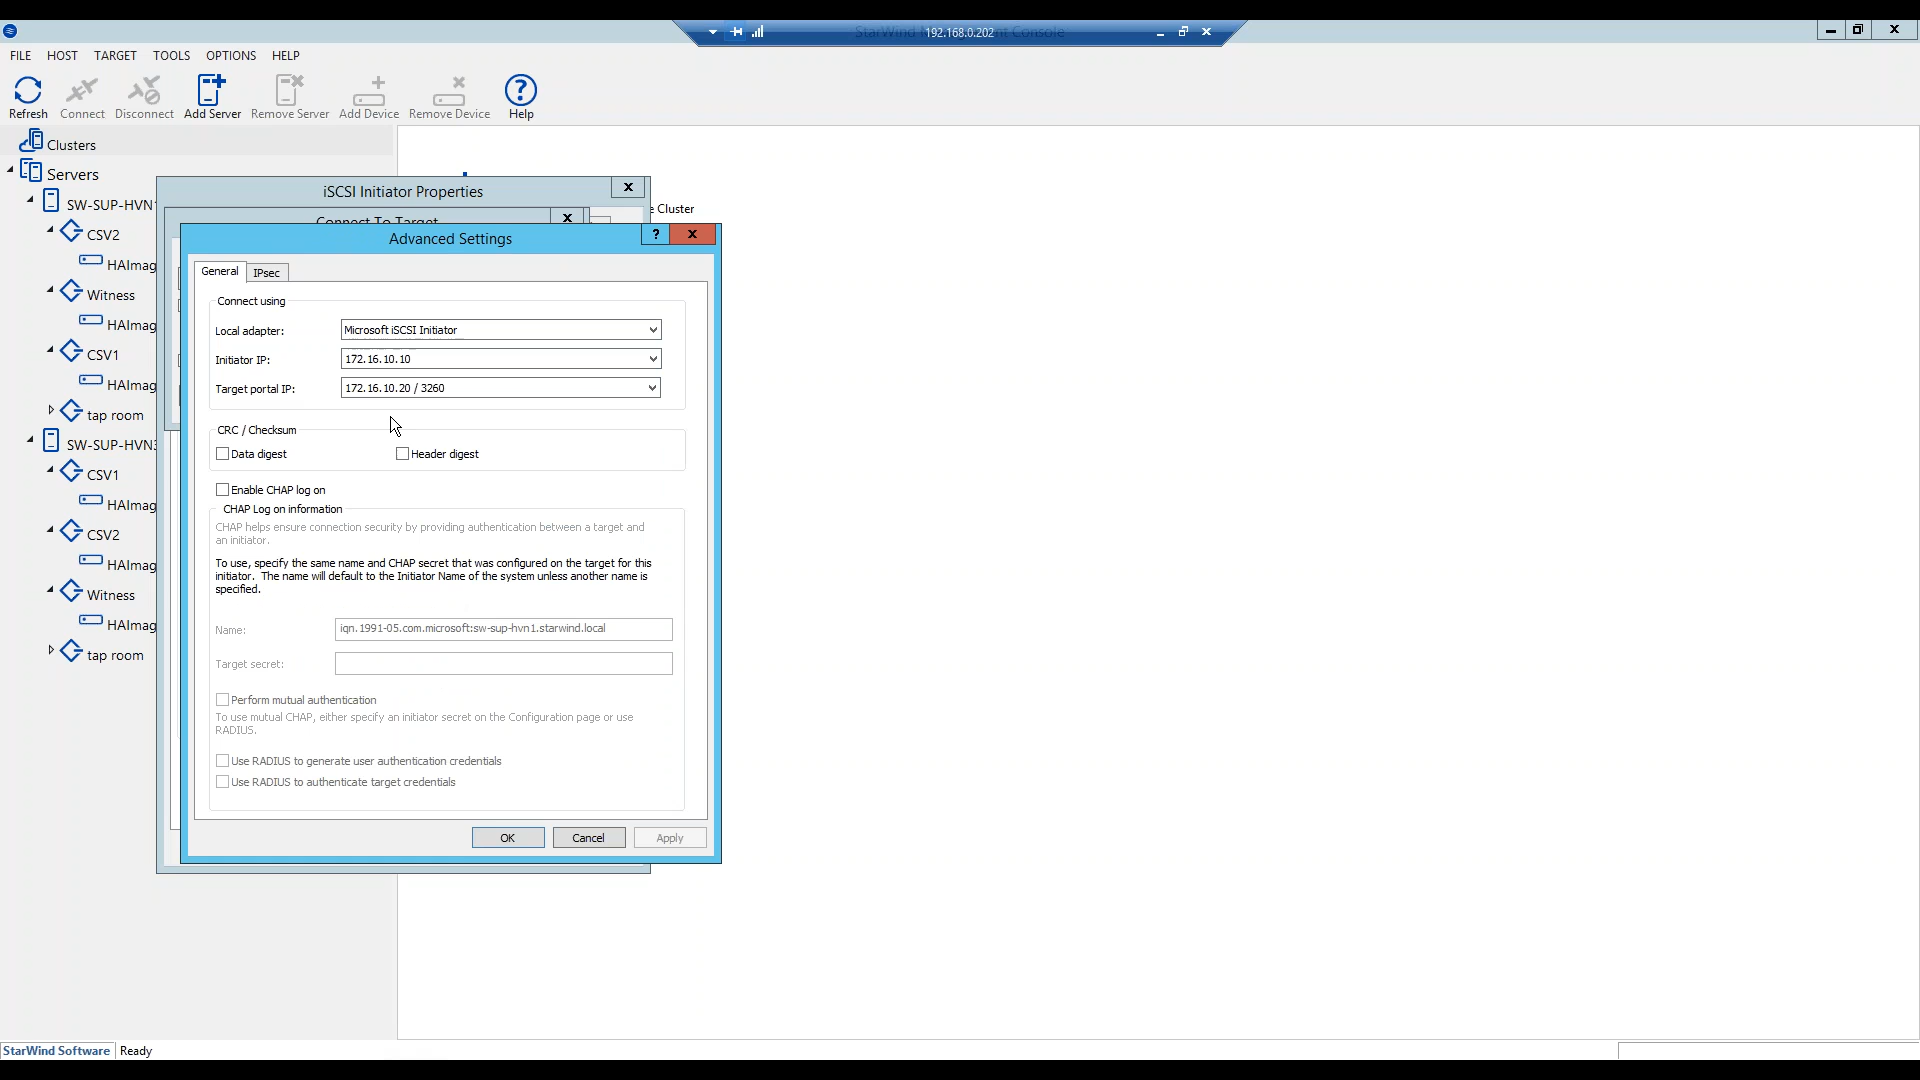 192.168.0.202
FILE HOST TARGET TOOLS OPTIONS HELP
Refresh Connect Disconnect Add Server Remove Server Add Device Remove Device Help
Clusters
Servers
SW-SUP-HVN1
CSV2
HAImag
Witness
HAImag
CSV1
HAImag
tap room
SW-SUP-HVN3
CSV1
HAImag
CSV2
HAImag
Witness
HAImag
tap room
iSCSI Initiator Properties
e Cluster
Connect To Target
Advanced Settings
General IPsec
Connect using
Local adapter: Microsoft iSCSI Initiator
Initiator IP: 172.16.10.10
Target portal IP: 172.16.10.20 / 3260
CRC / Checksum
Data digest Header digest
Enable CHAP log on
CHAP Log on information
CHAP helps ensure connection security by providing authentication between a target and
an initiator.
To use, specify the same name and CHAP secret that was configured on the target for this
initiator. The name will default to the Initiator Name of the system unless another name is
specified.
Name: iqn.1991-05.com.microsoft:sw-sup-hvn1.starwind.local
Target secret:
Perform mutual authentication
To use mutual CHAP, either specify an initiator secret on the Configuration page or use
RADIUS.
Use RADIUS to generate user authentication credentials
Use RADIUS to authenticate target credentials
OK Cancel Apply
StarWind Software Ready